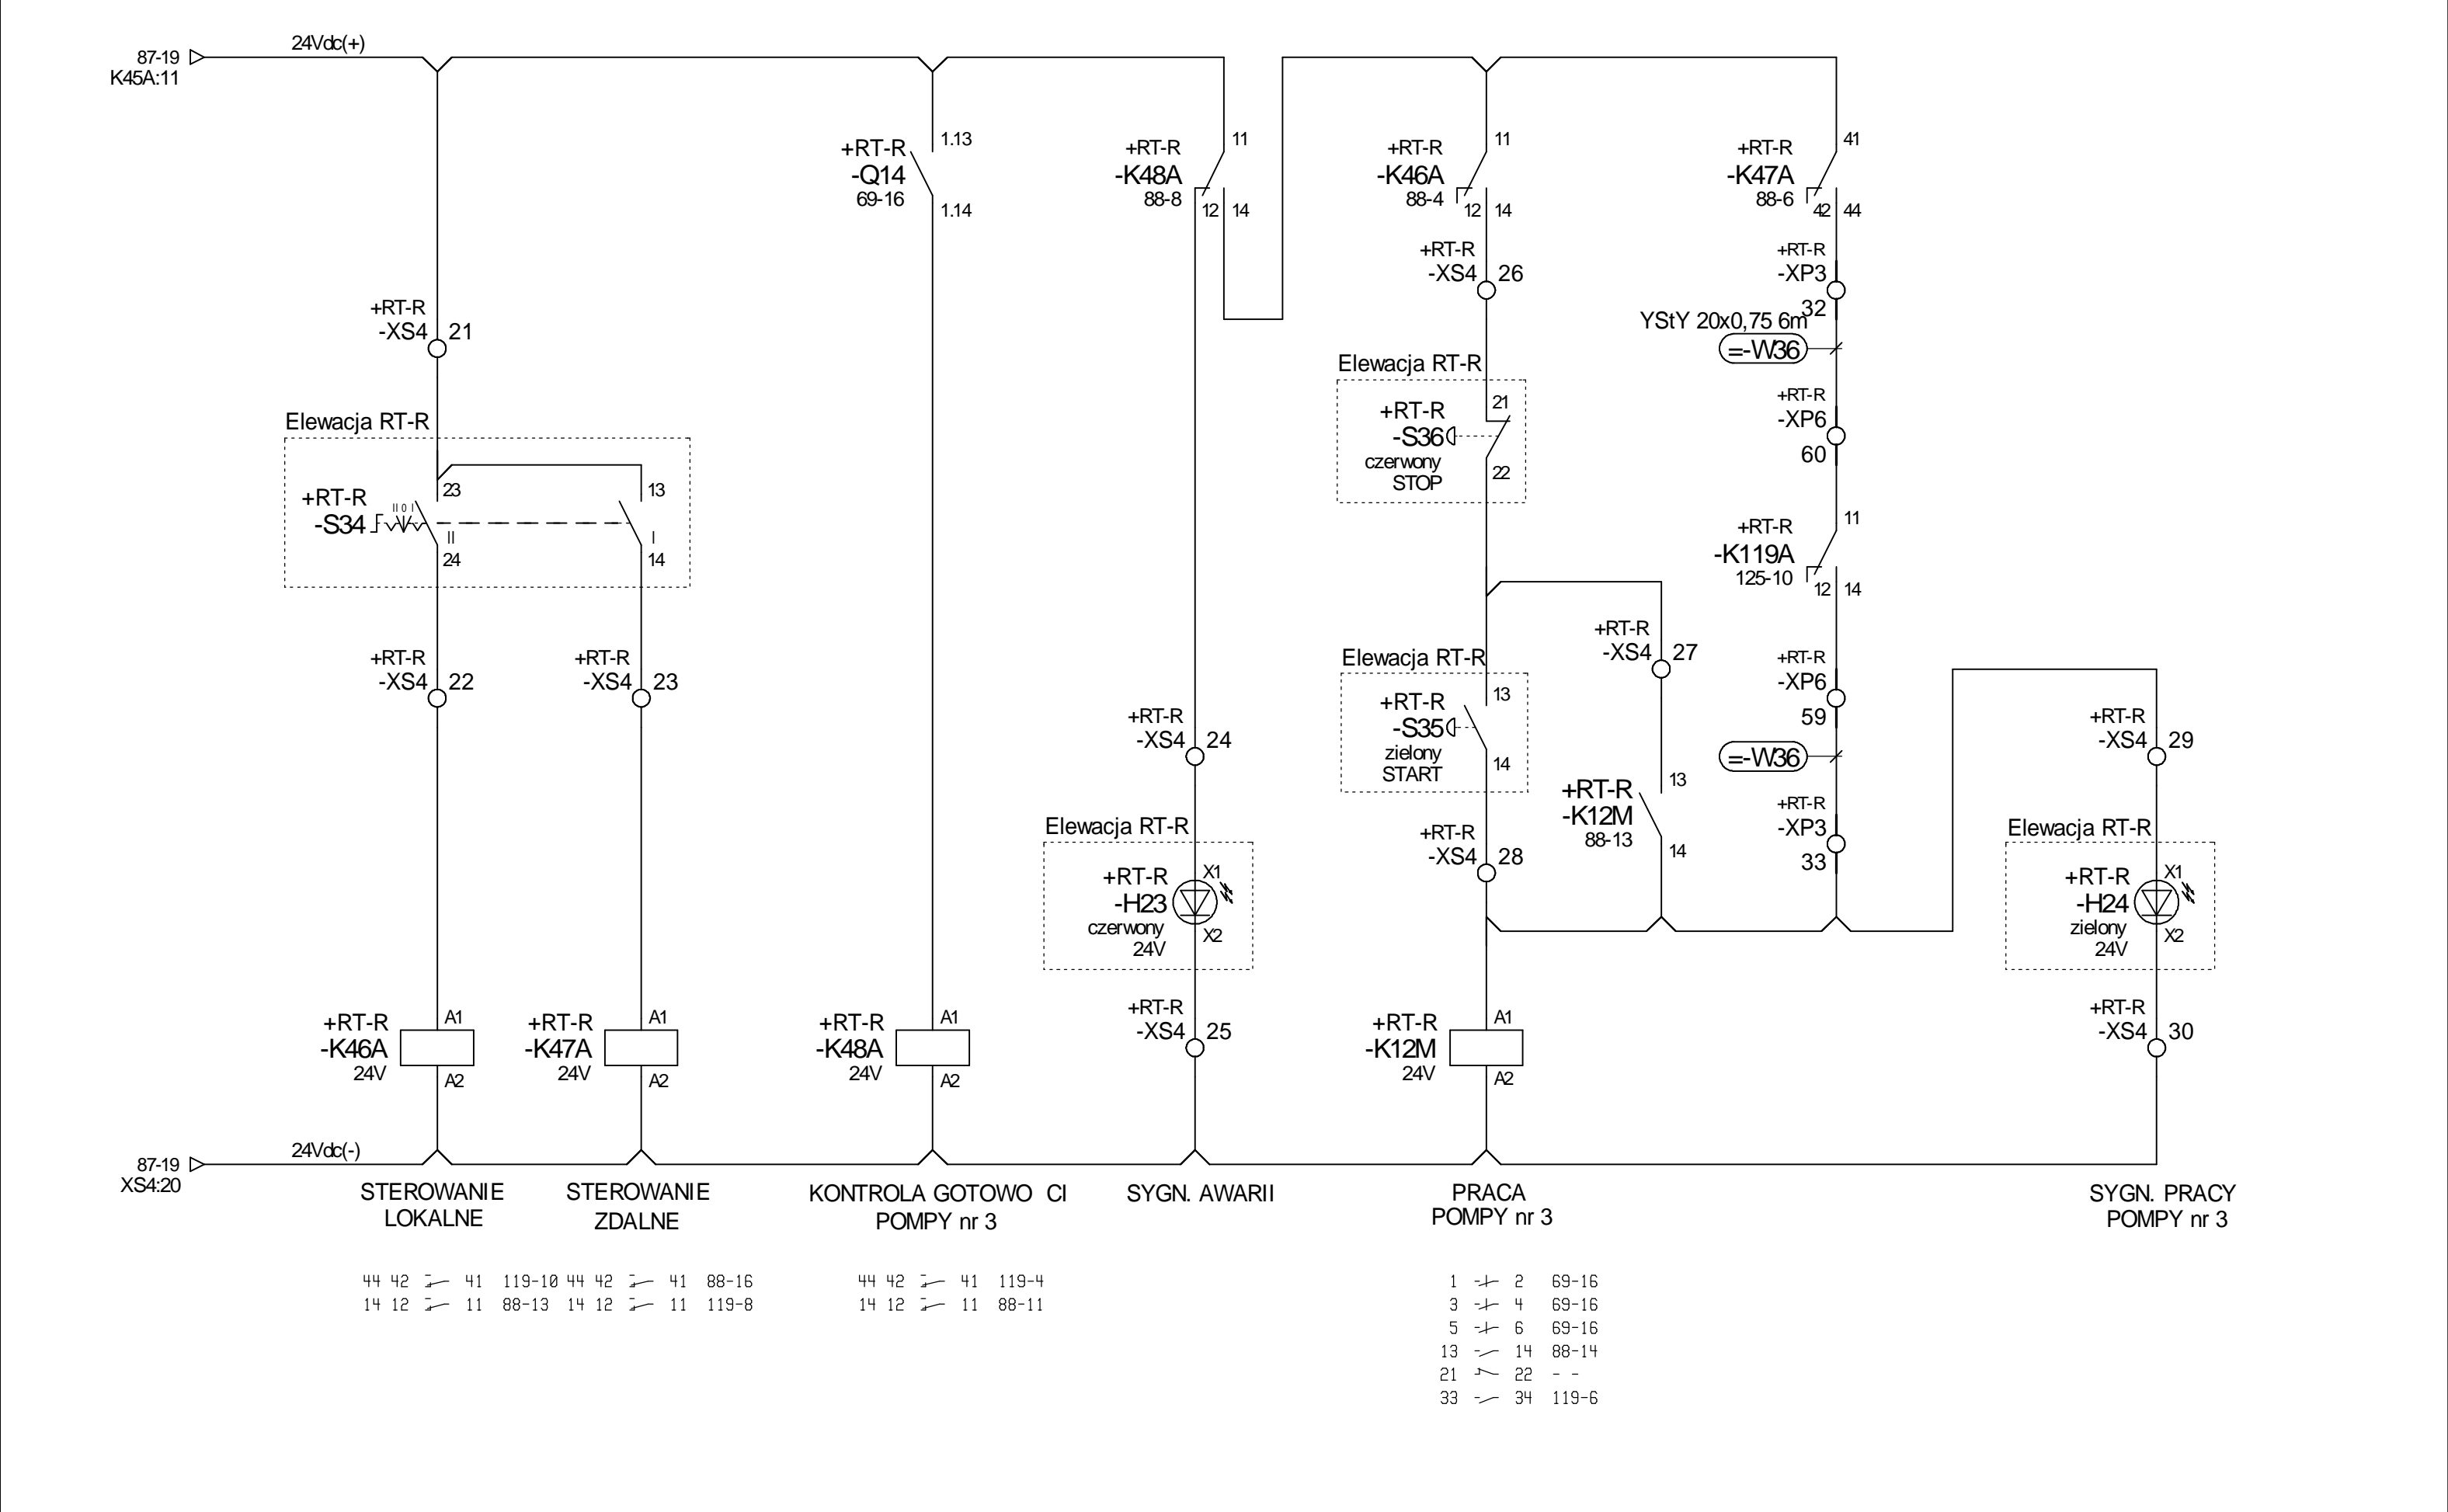 24Vdc(+)
87-19
K45A:11
+RT-R
-XS4 21
Elewacja RT-R
+RT-R
-S34
II 0 I
23
II
24
13
I
14
+RT-R
-XS4 22
+RT-R
-XS4 23
+RT-R
-K46A
24V
A1
A2
+RT-R
-K47A
24V
A1
A2
+RT-R
-Q14
69-16
1.13
1.14
+RT-R
-K48A
24V
A1
A2
+RT-R
-K48A
88-8
11
12 14
+RT-R
-XS4 24
Elewacja RT-R
+RT-R
-H23
czerwony
24V
X1
X2
+RT-R
-XS4 25
+RT-R
-K46A
88-4
11
12 14
+RT-R
-XS4 26
Elewacja RT-R
+RT-R
-S36
czerwony
STOP
21
22
Elewacja RT-R
+RT-R
-S35
zielony
START
13
14
+RT-R
-XS4 28
+RT-R
-K12M
24V
A1
A2
+RT-R
-XS4 27
+RT-R
-K12M
88-13
13
14
+RT-R
-K47A
88-6
41
42 44
+RT-R
-XP3
32
YStY 20x0,75 6m
=-W36
+RT-R
-XP6
60
+RT-R
-K119A
125-10
11
12 14
+RT-R
-XP6
59
=-W36
+RT-R
-XP3
33
+RT-R
-XS4 29
Elewacja RT-R
+RT-R
-H24
zielony
24V
X1
X2
+RT-R
-XS4 30
24Vdc(-)
87-19
XS4:20
STEROWANIE
LOKALNE
STEROWANIE
ZDALNE
KONTROLA GOTOWO CI
POMPY nr 3
SYGN. AWARII
PRACA
POMPY nr 3
SYGN. PRACY
POMPY nr 3
44 42 41 119-10
14 12 11 88-13
44 42 41 88-16
14 12 11 119-8
44 42 41 119-4
14 12 11 88-11
1 2 69-16
3 4 69-16
5 6 69-16
13 14 88-14
21 22 - -
33 34 119-6